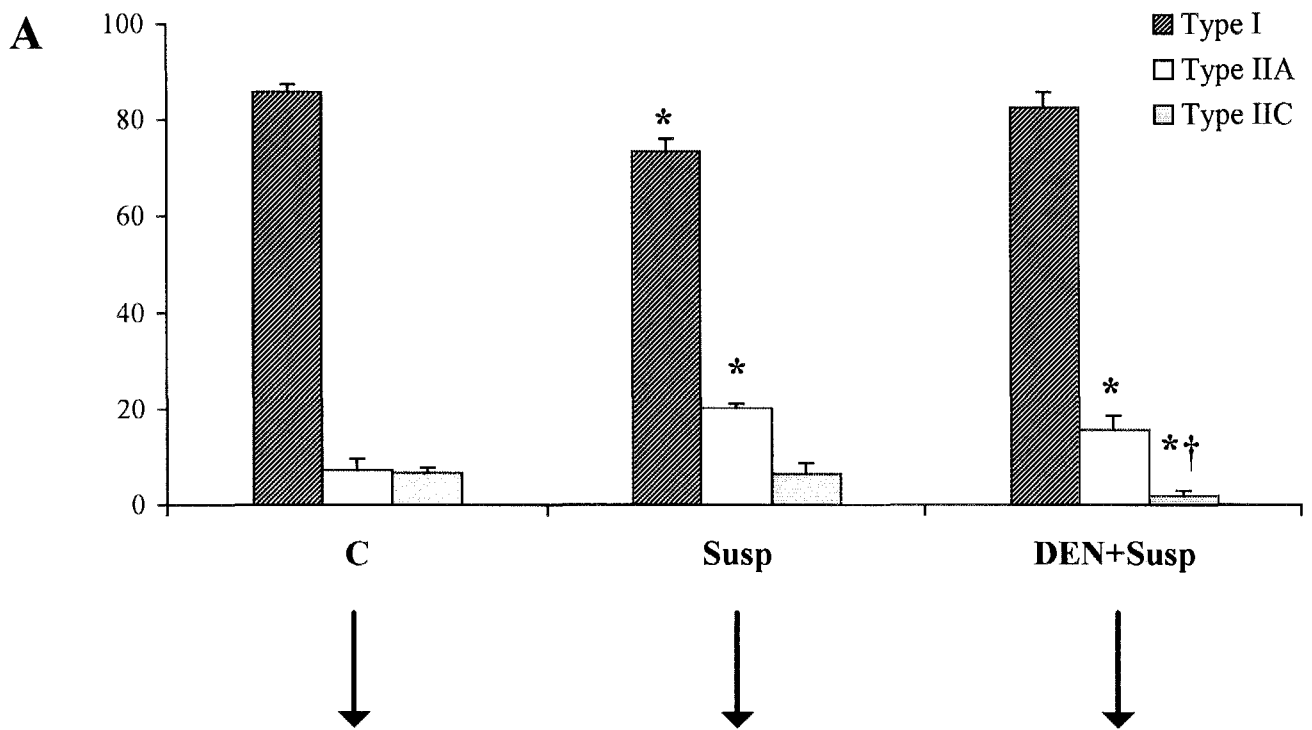 A
100
80
60
40
20
0
Type I
Type IIA
Type IIC
*
*
*
*†
C
Susp
DEN+Susp